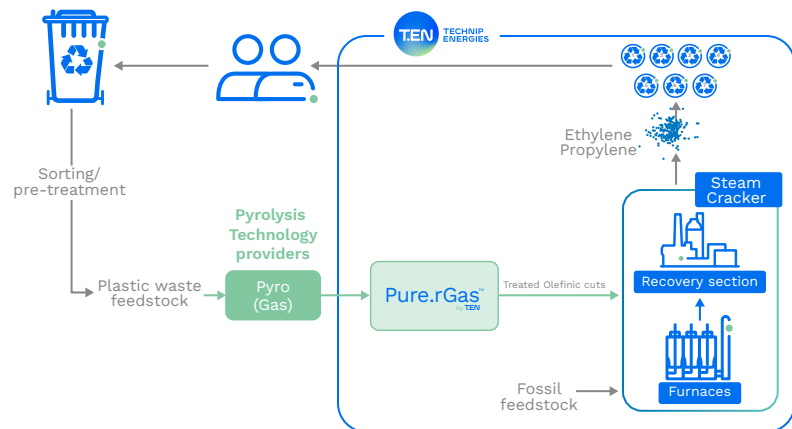 T.EN TECHNIP
ENERGIES
Ethylene
Propylene
Sorting/
pre-treatment
Steam
Cracker
Pyrolysis
Technology
providers
Recovery section
Plastic waste
feedstock
Pyro
(Gas)
Pure.rGas™
by T.EN
Treated Olefinic cuts
Furnaces
Fossil
feedstock